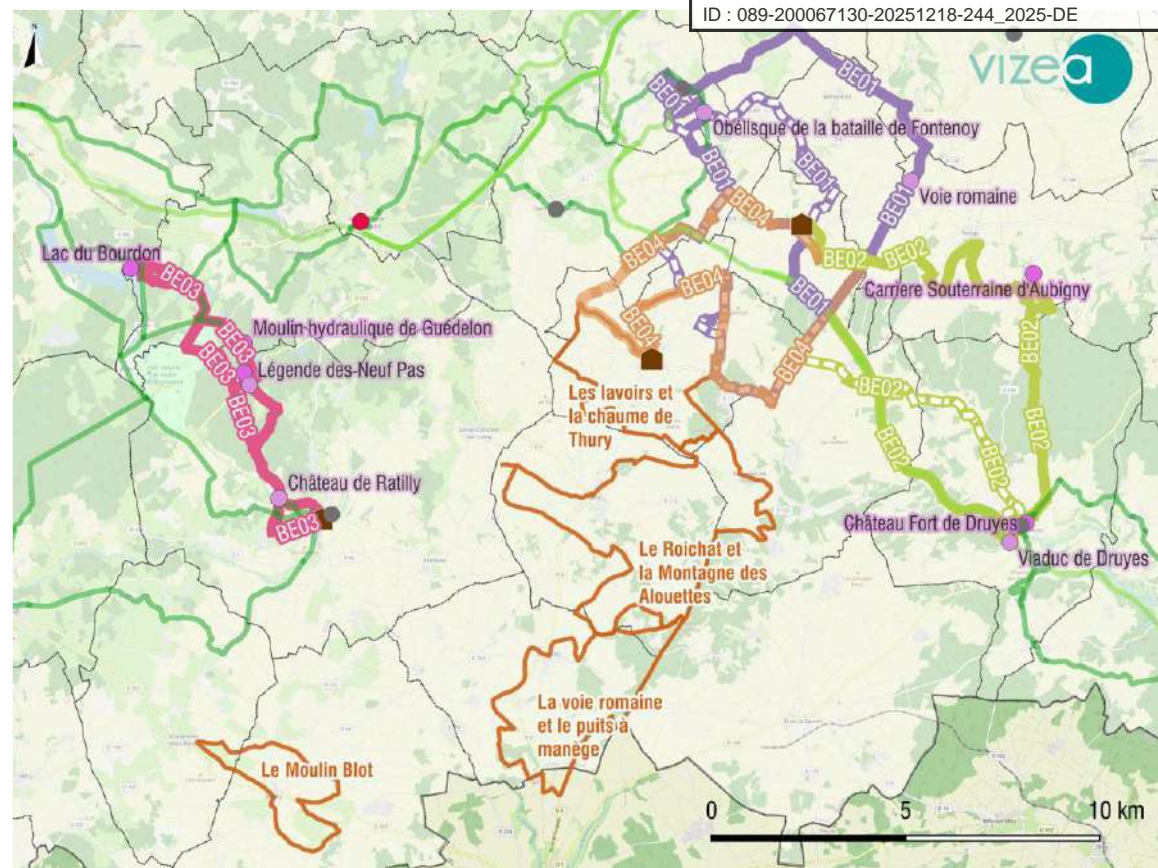 ID : 089-200067130-20251218-244_2025-DE
vizea
BE01
BE01
Obélisque de la bataille de Fontenoy
BE01
BE01
BE01
Voie romaine
BE04
BE04
BE02
BE02
Lac du Bourdon
BE03
BE04
Carrière Souterraine d'Aubigny
BE01
Moulin hydraulique de Guédelon
BE03
BE03
BE04
BE04
BE02
Légende des Neuf Pas
BE03
BE02
Les lavoirs et
la chaume de
Thury
BE02
BE02
BE02
Château de Ratilly
BE03
Château Fort de Druyes
Viaduc de Druyes
Le Roichat et
la Montagne des
Alouettes
La voie romaine
et le puits à
manège
Le Moulin Blot
0 5 10 km